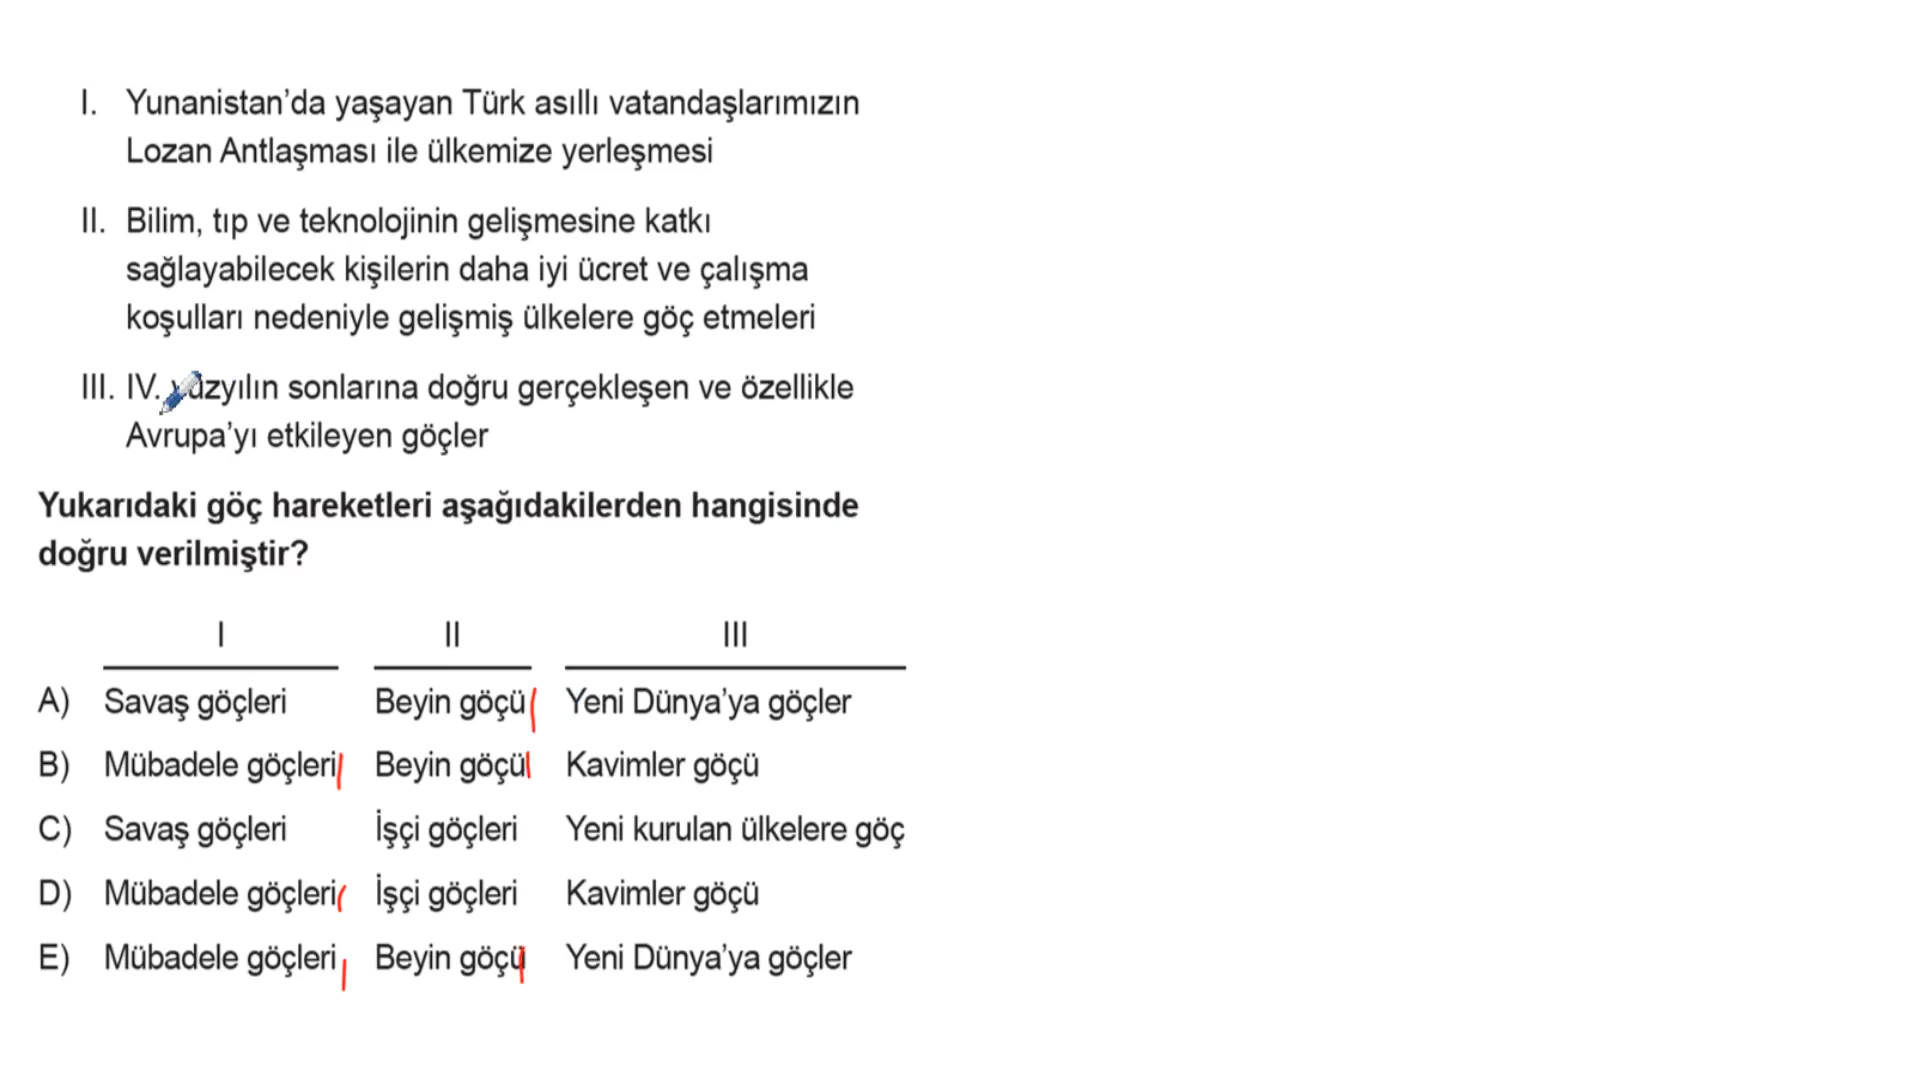 I. Yunanistan’da yaşayan Türk asıllı vatandaşlarımızın
Lozan Antlaşması ile ülkemize yerleşmesi
II. Bilim, tıp ve teknolojinin gelişmesine katkı
sağlayabilecek kişilerin daha iyi ücret ve çalışma
koşulları nedeniyle gelişmiş ülkelere göç etmeleri
III. IV. yüzyılın sonlarına doğru gerçekleşen ve özellikle
Avrupa’yı etkileyen göçler
Yukarıdaki göç hareketleri aşağıdakilerden hangisinde
doğru verilmiştir?
I II III
A) Savaş göçleri Beyin göçü Yeni Dünya’ya göçler
B) Mübadele göçleri Beyin göçü Kavimler göçü
C) Savaş göçleri İşçi göçleri Yeni kurulan ülkelere göç
D) Mübadele göçleri İşçi göçleri Kavimler göçü
E) Mübadele göçleri Beyin göçü Yeni Dünya’ya göçler